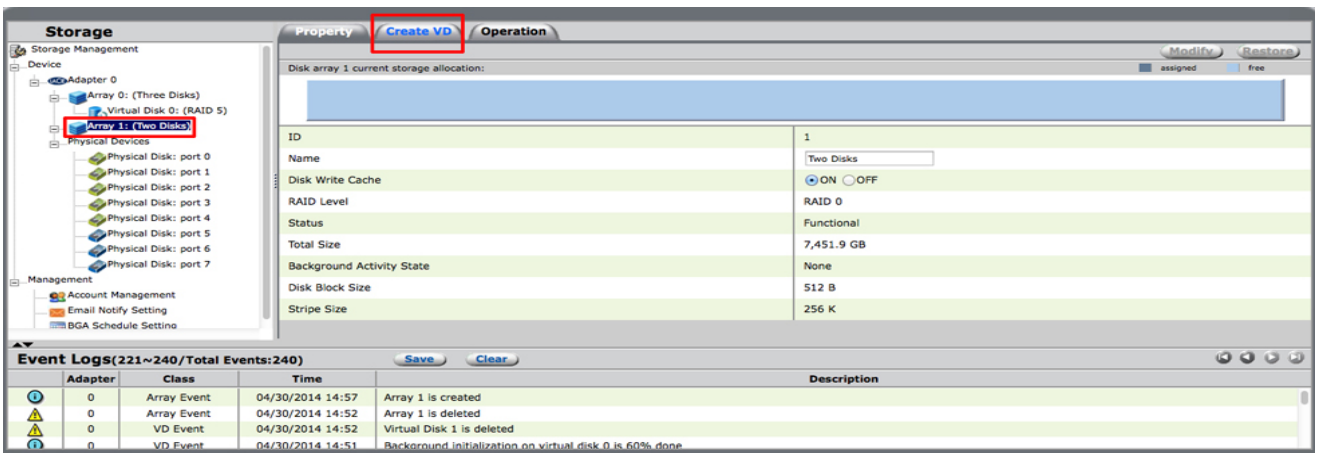 Storage
Storage Management
Device
Adapter 0
Array 0: (Three Disks)
Virtual Disk 0: (RAID 5)
Array 1: (Two Disks)
Physical Devices
Physical Disk: port 0
Physical Disk: port 1
Physical Disk: port 2
Physical Disk: port 3
Physical Disk: port 4
Physical Disk: port 5
Physical Disk: port 6
Physical Disk: port 7
Management
Account Management
Email Notify Setting
BGA Schedule Setting
Property Create VD Operation
Modify Restore
Disk array 1 current storage allocation: assigned free
ID 1
Name Two Disks
Disk Write Cache ON OFF
RAID Level RAID 0
Status Functional
Total Size 7,451.9 GB
Background Activity State None
Disk Block Size 512 B
Stripe Size 256 K
Event Logs(221~240/Total Events:240) Save Clear
Adapter Class Time Description
0 Array Event 04/30/2014 14:57 Array 1 is created
0 Array Event 04/30/2014 14:52 Array 1 is deleted
0 VD Event 04/30/2014 14:52 Virtual Disk 1 is deleted
0 VD Event 04/30/2014 14:51 Background initialization on virtual disk 0 is 60% done